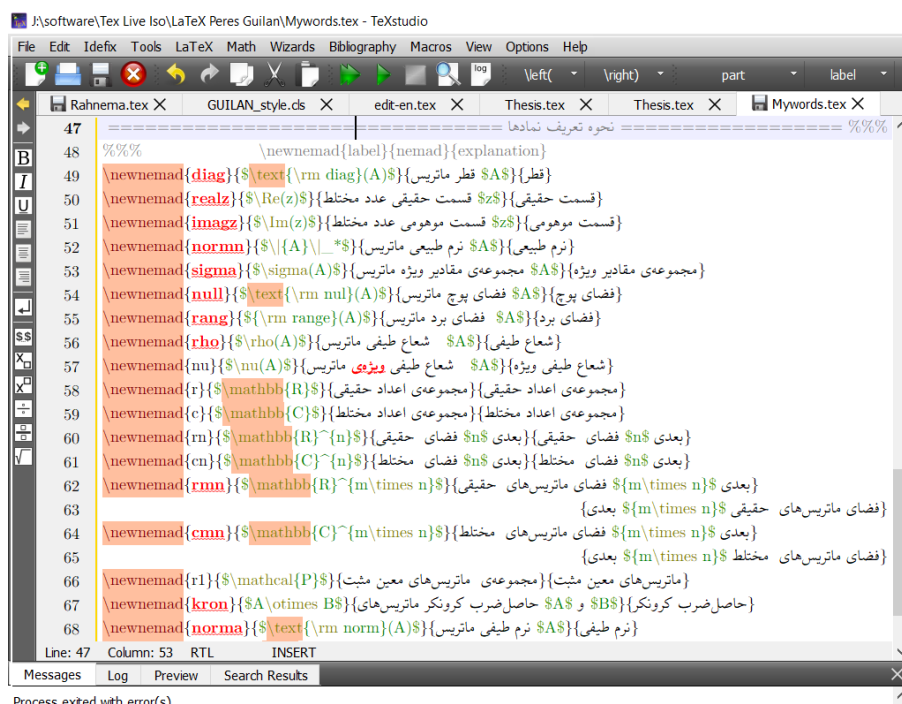 J:\software\Tex Live Iso\LaTeX Peres Guilan\Mywords.tex - TeXstudio
File Edit Idefix Tools LaTeX Math Wizards Bibliography Macros View Options Help
log \left( \right) part label
Rahnema.tex GUILAN_style.cls edit-en.tex Thesis.tex Thesis.tex Mywords.tex
47 %%% =================== نحوه تعریف نمادها ================================
48 %%% \newnemad{label}{nemad}{explanation}
49 \newnemad{diag}{$\text{\rm diag}(A)$}{قطر ماتریس $A$}{قطر}
50 \newnemad{realz}{$\Re(z)$}{قسمت حقیقی عدد مختلط $z$}{قسمت حقیقی}
51 \newnemad{imagz}{$\Im(z)$}{قسمت موهومی عدد مختلط $z$}{قسمت موهومی}
52 \newnemad{normn}{$\|{A}\|_*$}{نرم طبیعی ماتریس $A$}{نرم طبیعی}
53 \newnemad{sigma}{$\sigma(A)$}{مجموعه‌ی مقادیر ویژه ماتریس $A$}{مجموعه‌ی مقادیر ویژه}
54 \newnemad{null}{$\text{\rm nul}(A)$}{فضای پوچ ماتریس $A$}{فضای پوچ}
55 \newnemad{rang}{${\rm range}(A)$}{فضای برد ماتریس $A$}{فضای برد}
56 \newnemad{rho}{$\rho(A)$}{شعاع طیفی ماتریس $A$}{شعاع طیفی}
57 \newnemad{nu}{$\nu(A)$}{شعاع طیفی ویژه‌ی ماتریس $A$}{شعاع طیفی ویژه}
58 \newnemad{r}{$\mathbb{R}$}{مجموعه‌ی اعداد حقیقی}{مجموعه‌ی اعداد حقیقی}
59 \newnemad{c}{$\mathbb{C}$}{مجموعه‌ی اعداد مختلط}{مجموعه‌ی اعداد مختلط}
60 \newnemad{rn}{$\mathbb{R}^{n}$}{فضای حقیقی $n$ بعدی}{فضای حقیقی $n$ بعدی}
61 \newnemad{cn}{$\mathbb{C}^{n}$}{فضای مختلط $n$ بعدی}{فضای مختلط $n$ بعدی}
62 \newnemad{rmn}{$\mathbb{R}^{m\times n}$}{فضای ماتریس‌های حقیقی ${m\times n}$ بعدی}
63 {فضای ماتریس‌های حقیقی ${m\times n}$ بعدی}
64 \newnemad{cmn}{$\mathbb{C}^{m\times n}$}{فضای ماتریس‌های مختلط ${m\times n}$ بعدی}
65 {فضای ماتریس‌های مختلط ${m\times n}$ بعدی}
66 \newnemad{r1}{$\mathcal{P}$}{مجموعه‌ی ماتریس‌های معین مثبت}{ماتریس‌های معین مثبت}
67 \newnemad{kron}{$A\otimes B$}{حاصل‌ضرب کرونکر ماتریس‌های $A$ و $B$}{حاصل‌ضرب کرونکر}
68 \newnemad{norma}{$\text{\rm norm}(A)$}{نرم طیفی ماتریس $A$}{نرم طیفی}
Line: 47 Column: 53 RTL INSERT
Messages Log Preview Search Results
Process exited with error(s)